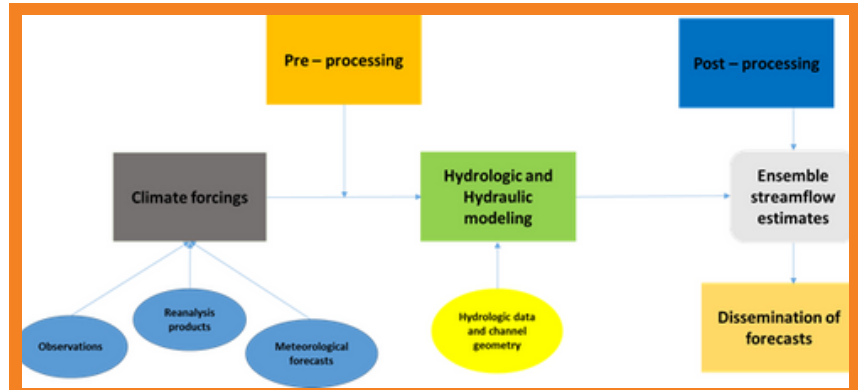 Pre – processing
Post – processing
Climate forcings
Hydrologic and
Hydraulic
modeling
Ensemble
streamflow
estimates
Observations
Reanalysis
products
Meteorological
forecasts
Hydrologic data
and channel
geometry
Dissemination of
forecasts